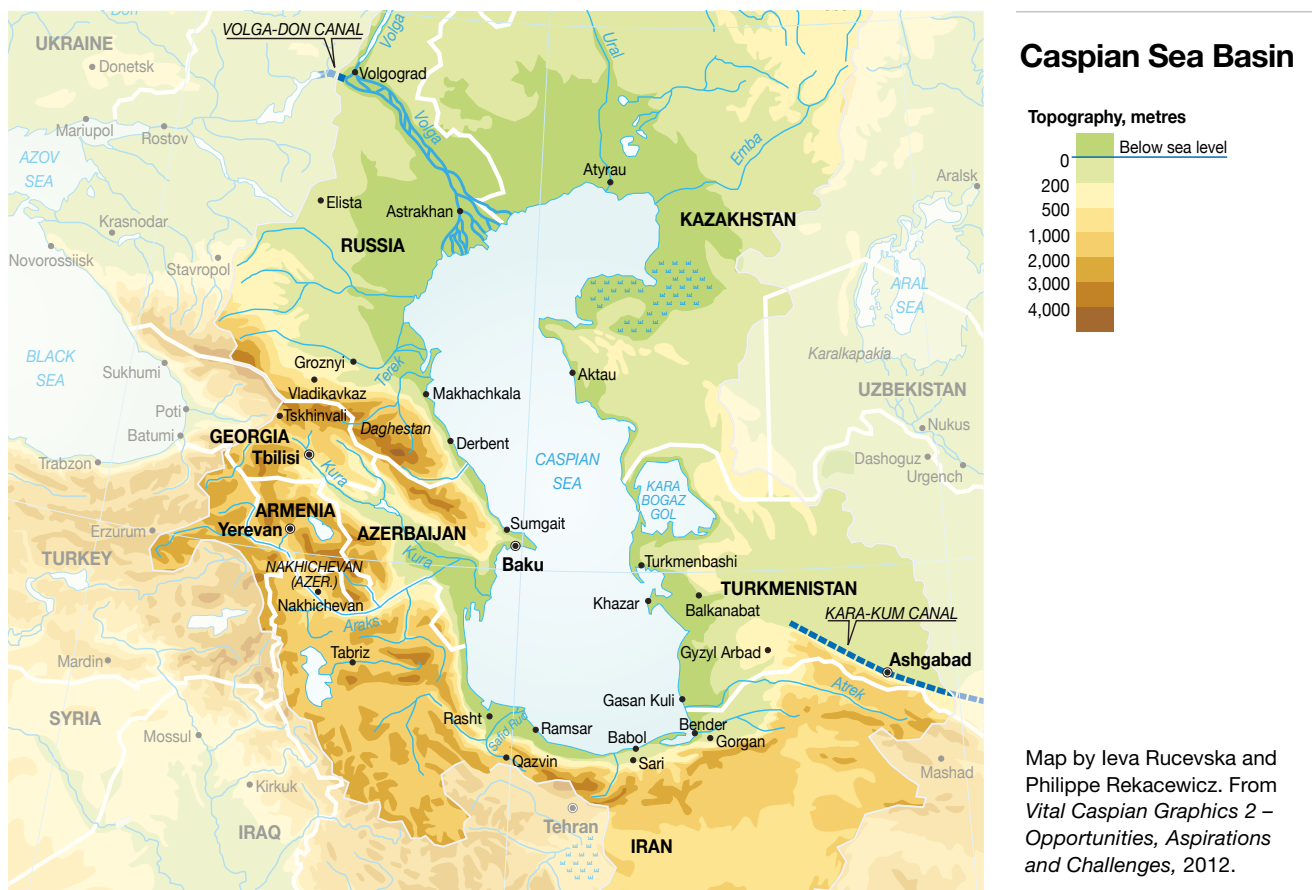 Caspian Sea Basin
Topography, metres
Below sea level
0
200
500
1,000
2,000
3,000
4,000
Don
VOLGA-DON CANAL
Volga
Ural
UKRAINE
Donetsk
Volgograd
Volga
Mariupol
Rostov
Emba
AZOV
SEA
Atyrau
Aralsk
Elista
Astrakhan
KAZAKHSTAN
Krasnodar
RUSSIA
Novorossiisk
Stavropol
ARAL
SEA
BLACK
SEA
Karalkapakia
Groznyi
Terek
Sukhumi
Aktau
Vladikavkaz
UZBEKISTAN
Makhachkala
Poti
Tskhinvali
Daghestan
Nukus
Batumi
GEORGIA
Derbent
Tbilisi
Trabzon
CASPIAN
SEA
Dashoguz
Urgench
Kura
KARA
BOGAZ
GOL
ARMENIA
Yerevan
Sumgait
Erzurum
AZERBAIJAN
TURKEY
Kura
Baku
Turkmenbashi
NAKHICHEVAN
(AZER.)
TURKMENISTAN
Nakhichevan
Khazar
Balkanabat
KARA-KUM CANAL
Araks
Tabriz
Gyzyl Arbad
Mardin
Ashgabad
Atrek
Gasan Kuli
SYRIA
Rasht
Safid Rud
Ramsar
Bender
Mossul
Babol
Gorgan
Qazvin
Sari
Mashad
Kirkuk
Tehran
IRAQ
IRAN
Map by Ieva Rucevska and
Philippe Rekacewicz. From
Vital Caspian Graphics 2 –
Opportunities, Aspirations
and Challenges, 2012.